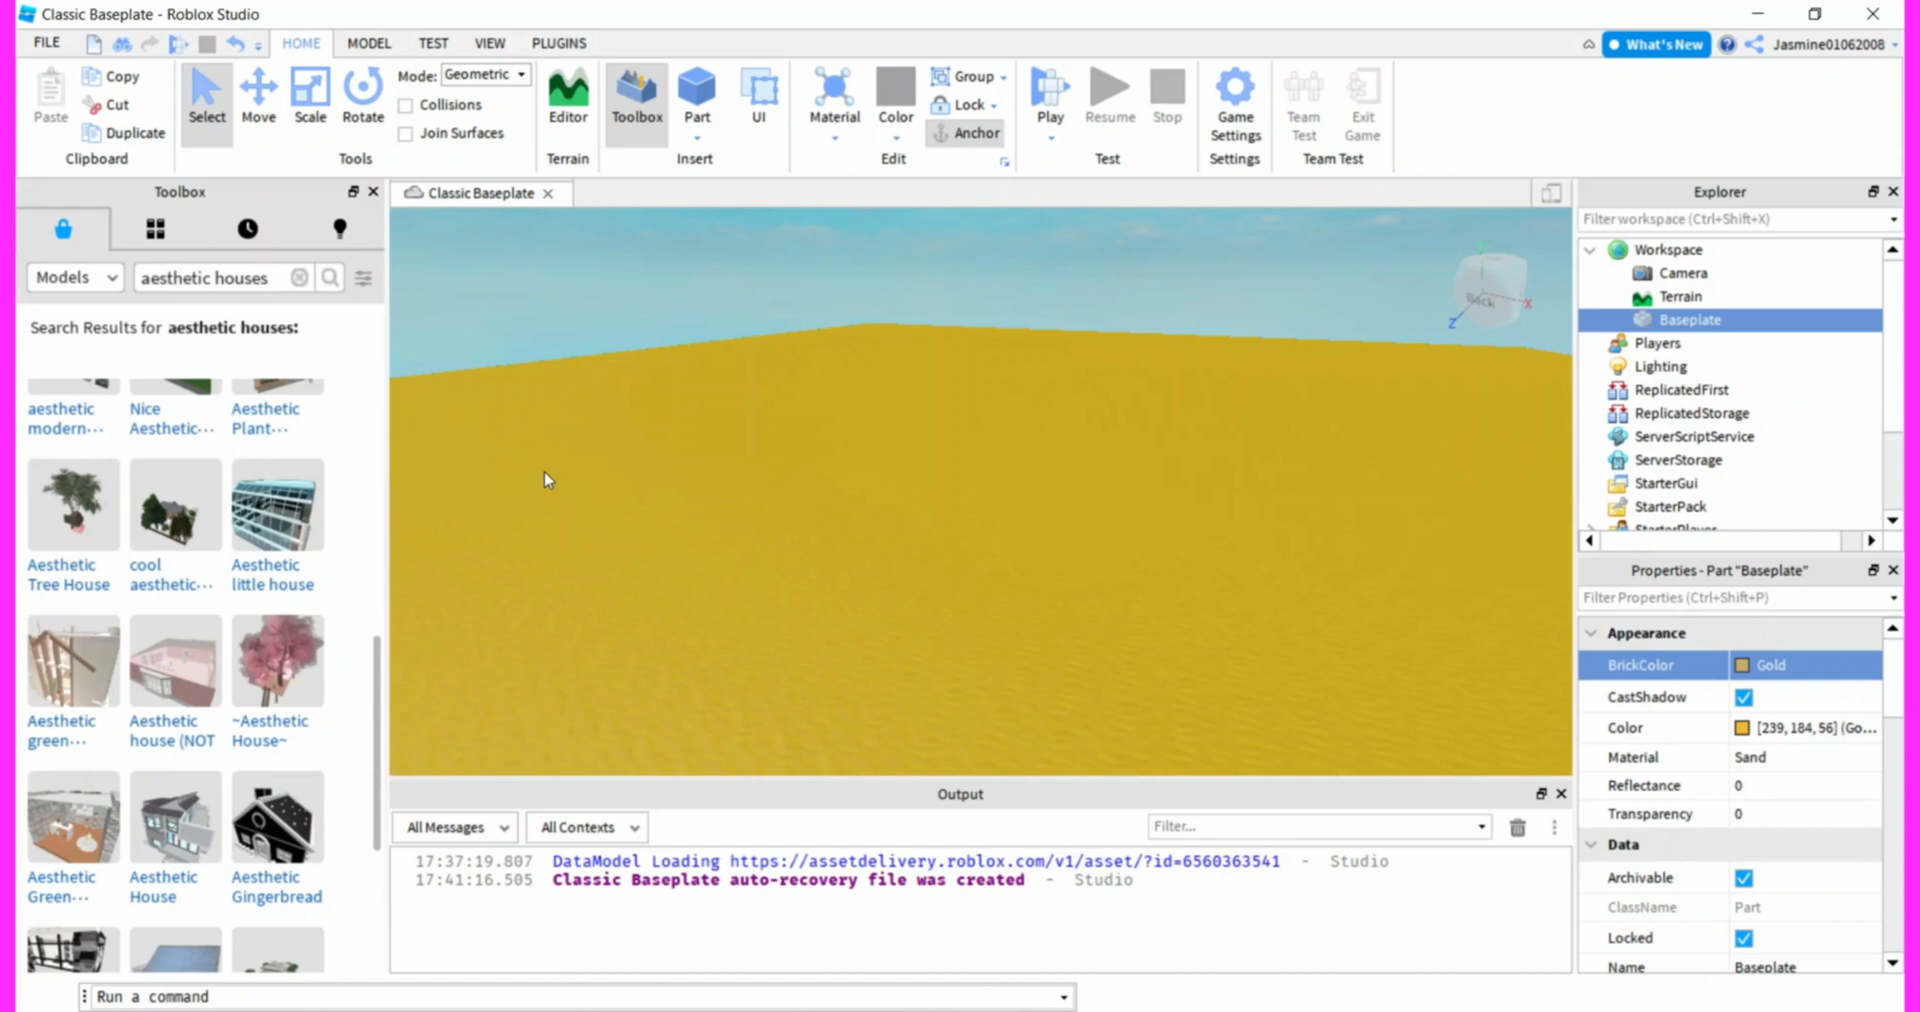 Classic Baseplate - Roblox Studio
FILE
HOME
MODEL
TEST
VIEW
PLUGINS
What's New
Jasmine01062008
Paste
Copy
Cut
Duplicate
Clipboard
Select
Move
Scale
Rotate
Mode: Geometric
Collisions
Join Surfaces
Tools
Editor
Terrain
Toolbox
Part
UI
Insert
Material
Color
Group
Lock
Anchor
Edit
Play
Resume
Stop
Test
Game
Settings
Settings
Team
Test
Exit
Game
Team Test
Toolbox
Models
aesthetic houses
Search Results for aesthetic houses:
aesthetic
modern···
Nice
Aesthetic···
Aesthetic
Plant···
Aesthetic
Tree House
cool
aesthetic···
Aesthetic
little house
Aesthetic
green···
Aesthetic
house (NOT
~Aesthetic
House~
Aesthetic
Green···
Aesthetic
House
Aesthetic
Gingerbread
Classic Baseplate
Back
X
Z
Output
All Messages
All Contexts
Filter...
17:37:19.807 DataModel Loading https://assetdelivery.roblox.com/v1/asset/?id=6560363541 - Studio
17:41:16.505 Classic Baseplate auto-recovery file was created - Studio
Run a command
Explorer
Filter workspace (Ctrl+Shift+X)
Workspace
Camera
Terrain
Baseplate
Players
Lighting
ReplicatedFirst
ReplicatedStorage
ServerScriptService
ServerStorage
StarterGui
StarterPack
StarterPlayer
Properties - Part "Baseplate"
Filter Properties (Ctrl+Shift+P)
Appearance
BrickColor Gold
CastShadow
Color [239, 184, 56] (Go...
Material Sand
Reflectance 0
Transparency 0
Data
Archivable
ClassName Part
Locked
Name Baseplate